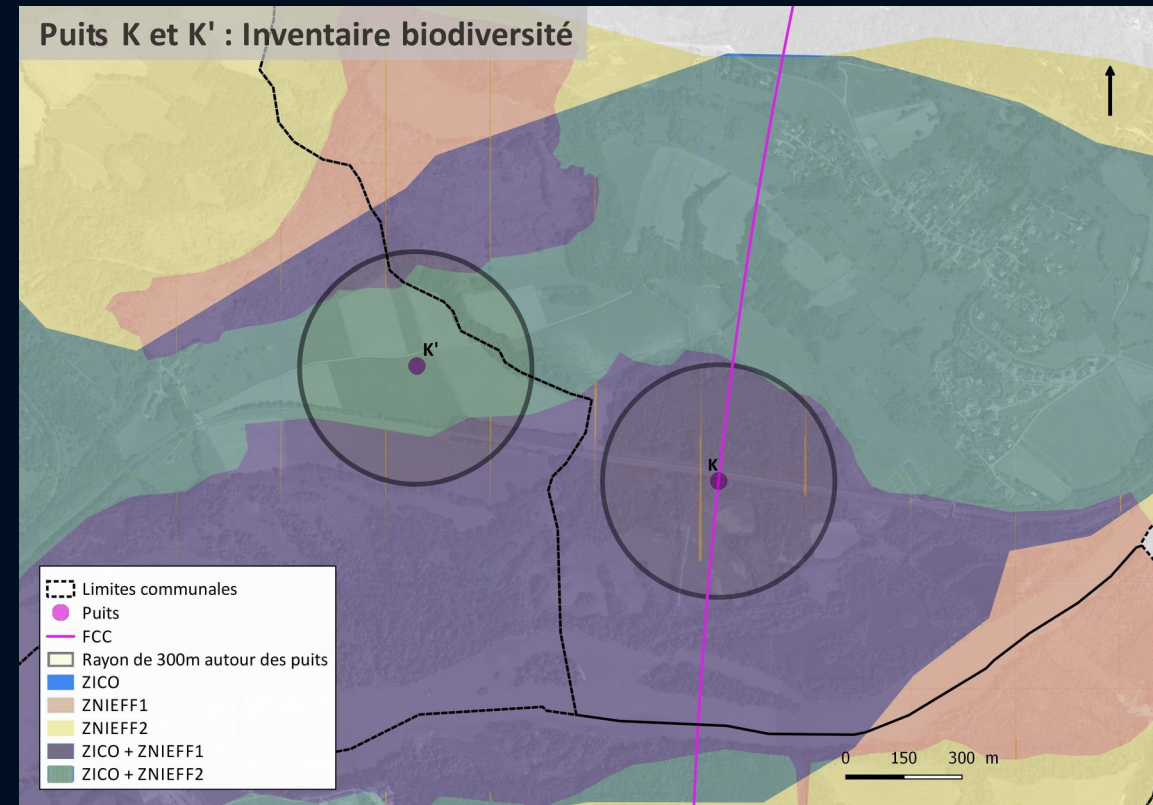 Puits K et K' : Inventaire biodiversité
K'
K
Limites communales
Puits
FCC
Rayon de 300m autour des puits
ZICO
ZNIEFF1
ZNIEFF2
ZICO + ZNIEFF1
ZICO + ZNIEFF2
0 150 300 m